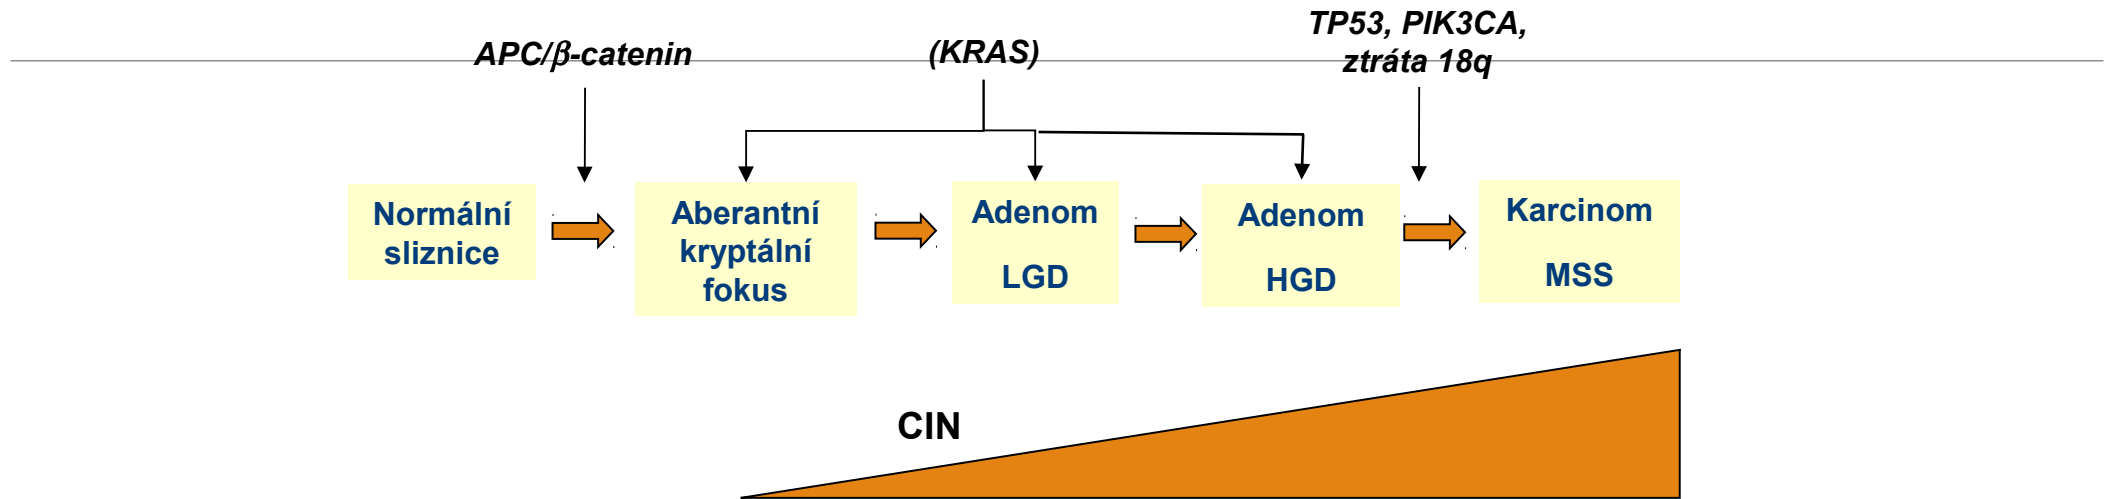 APC/β-catenin
(KRAS)
TP53, PIK3CA,
ztráta 18q
Normální
sliznice
Aberantní
kryptální
fokus
Adenom
LGD
Adenom
HGD
Karcinom
MSS
CIN